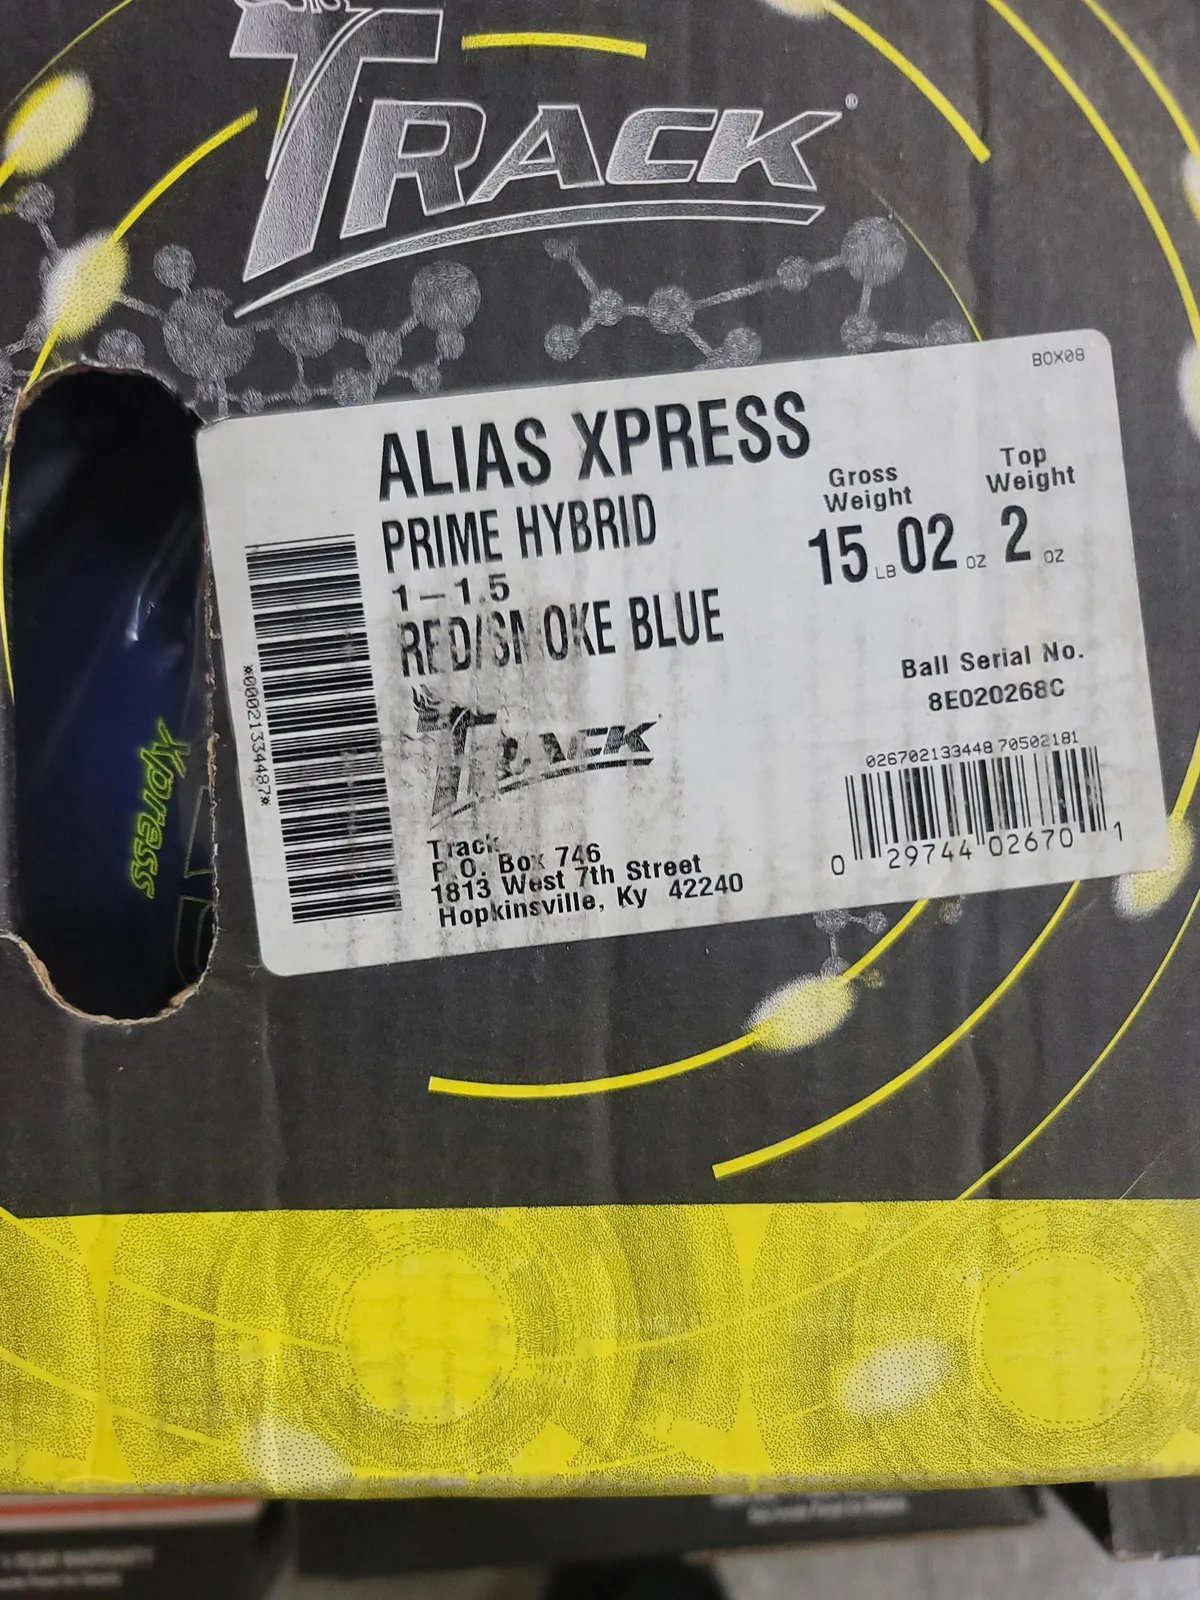 TRACK®
BOX08
ALIAS XPRESS
PRIME HYBRID
1-1.5
RED/SMOKE BLUE
Gross Weight
15 LB 02 OZ
Top Weight
2 OZ
Ball Serial No.
8E020268C
*00021334487*
TRACK
Track
P.O. Box 746
1813 West 7th Street
Hopkinsville, Ky 42240
026702133448 70502181
0 29744 02670 1
Xpress